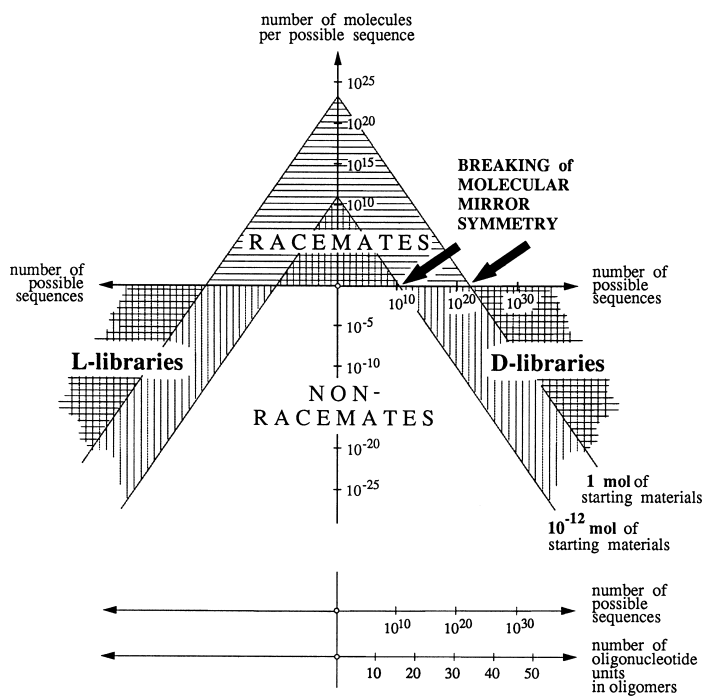 number of molecules
per possible sequence
10^25
10^20
10^15
10^10
BREAKING of
MOLECULAR
MIRROR
SYMMETRY
RACEMATES
number of
possible
sequences
number of
possible
sequences
10^10
10^20
10^30
10^-5
L-libraries
D-libraries
10^-10
NON-
RACEMATES
10^-20
10^-25
1 mol of
starting materials
10^-12 mol of
starting materials
number of
possible
sequences
10^10
10^20
10^30
number of
oligonucleotide
units
in oligomers
10
20
30
40
50